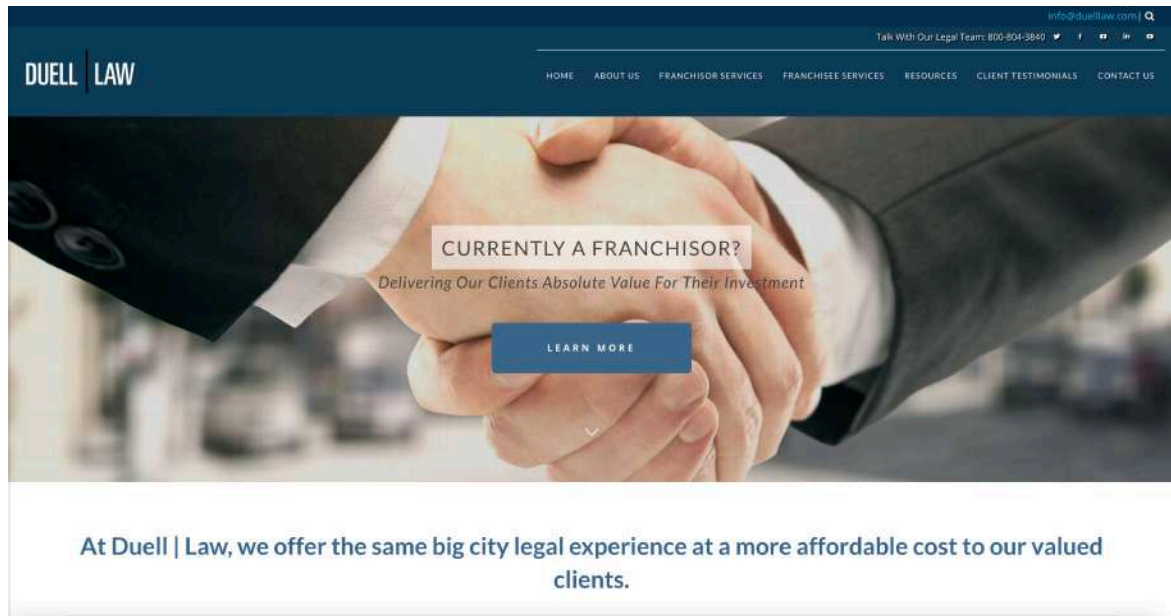 info@duelllaw.com |
Talk With Our Legal Team: 800-804-3840
DUELL | LAW
HOME ABOUT US FRANCHISOR SERVICES FRANCHISEE SERVICES RESOURCES CLIENT TESTIMONIALS CONTACT US
CURRENTLY A FRANCHISOR?
Delivering Our Clients Absolute Value For Their Investment
LEARN MORE
At Duell | Law, we offer the same big city legal experience at a more affordable cost to our valued
clients.